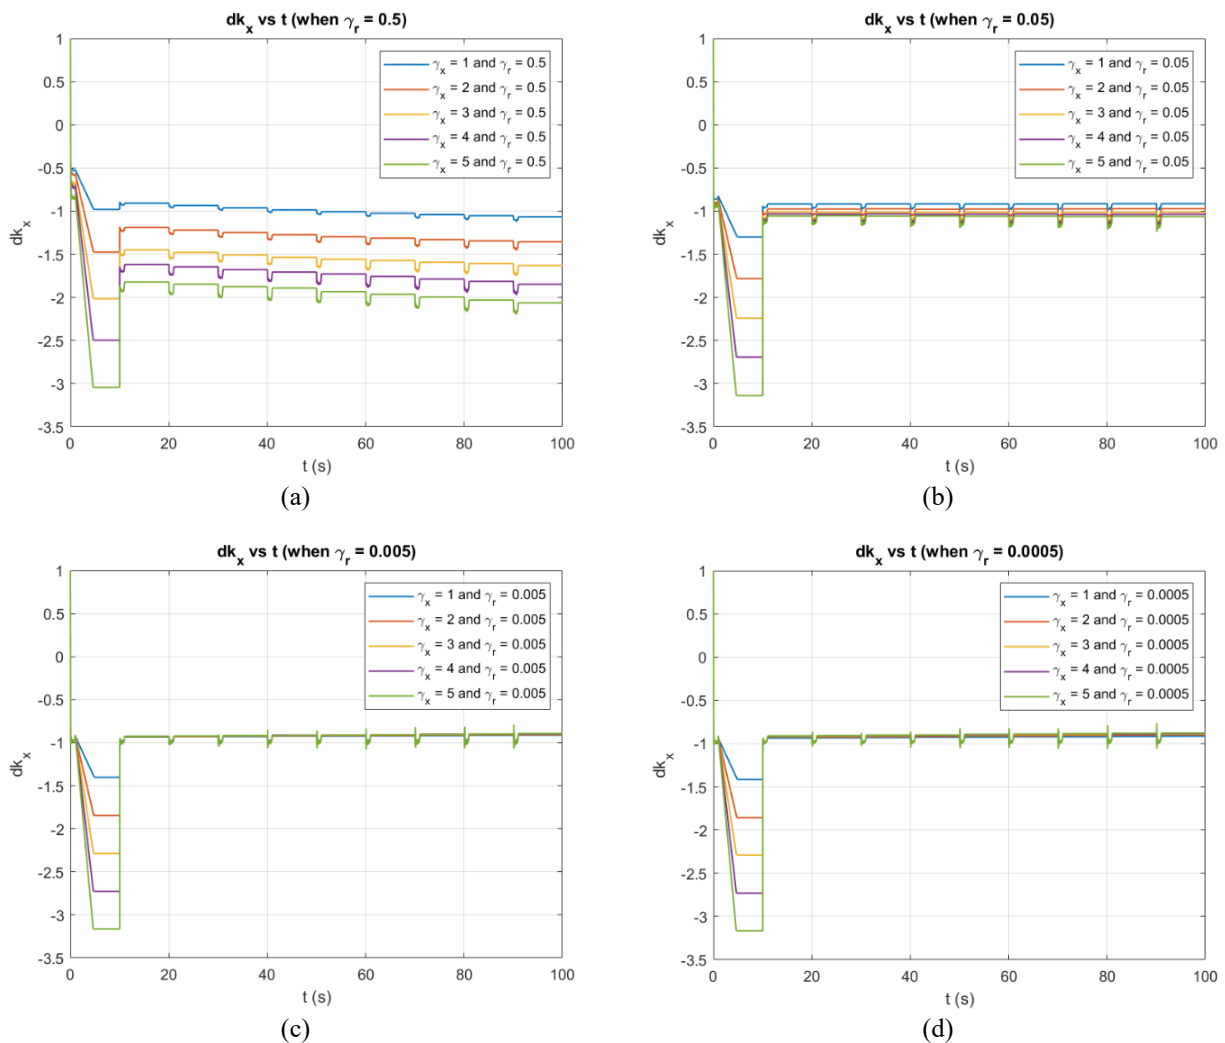 dkₓ vs t (when γᵣ = 0.5)
1
0.5
0
-0.5
-1
-1.5
-2
-2.5
-3
-3.5
dkₓ
γₓ = 1 and γᵣ = 0.5
γₓ = 2 and γᵣ = 0.5
γₓ = 3 and γᵣ = 0.5
γₓ = 4 and γᵣ = 0.5
γₓ = 5 and γᵣ = 0.5
0 20 40 60 80 100
t (s)
(a)
dkₓ vs t (when γᵣ = 0.05)
1
0.5
0
-0.5
-1
-1.5
-2
-2.5
-3
-3.5
dkₓ
γₓ = 1 and γᵣ = 0.05
γₓ = 2 and γᵣ = 0.05
γₓ = 3 and γᵣ = 0.05
γₓ = 4 and γᵣ = 0.05
γₓ = 5 and γᵣ = 0.05
0 20 40 60 80 100
t (s)
(b)
dkₓ vs t (when γᵣ = 0.005)
1
0.5
0
-0.5
-1
-1.5
-2
-2.5
-3
-3.5
dkₓ
γₓ = 1 and γᵣ = 0.005
γₓ = 2 and γᵣ = 0.005
γₓ = 3 and γᵣ = 0.005
γₓ = 4 and γᵣ = 0.005
γₓ = 5 and γᵣ = 0.005
0 20 40 60 80 100
t (s)
(c)
dkₓ vs t (when γᵣ = 0.0005)
1
0.5
0
-0.5
-1
-1.5
-2
-2.5
-3
-3.5
dkₓ
γₓ = 1 and γᵣ = 0.0005
γₓ = 2 and γᵣ = 0.0005
γₓ = 3 and γᵣ = 0.0005
γₓ = 4 and γᵣ = 0.0005
γₓ = 5 and γᵣ = 0.0005
0 20 40 60 80 100
t (s)
(d)